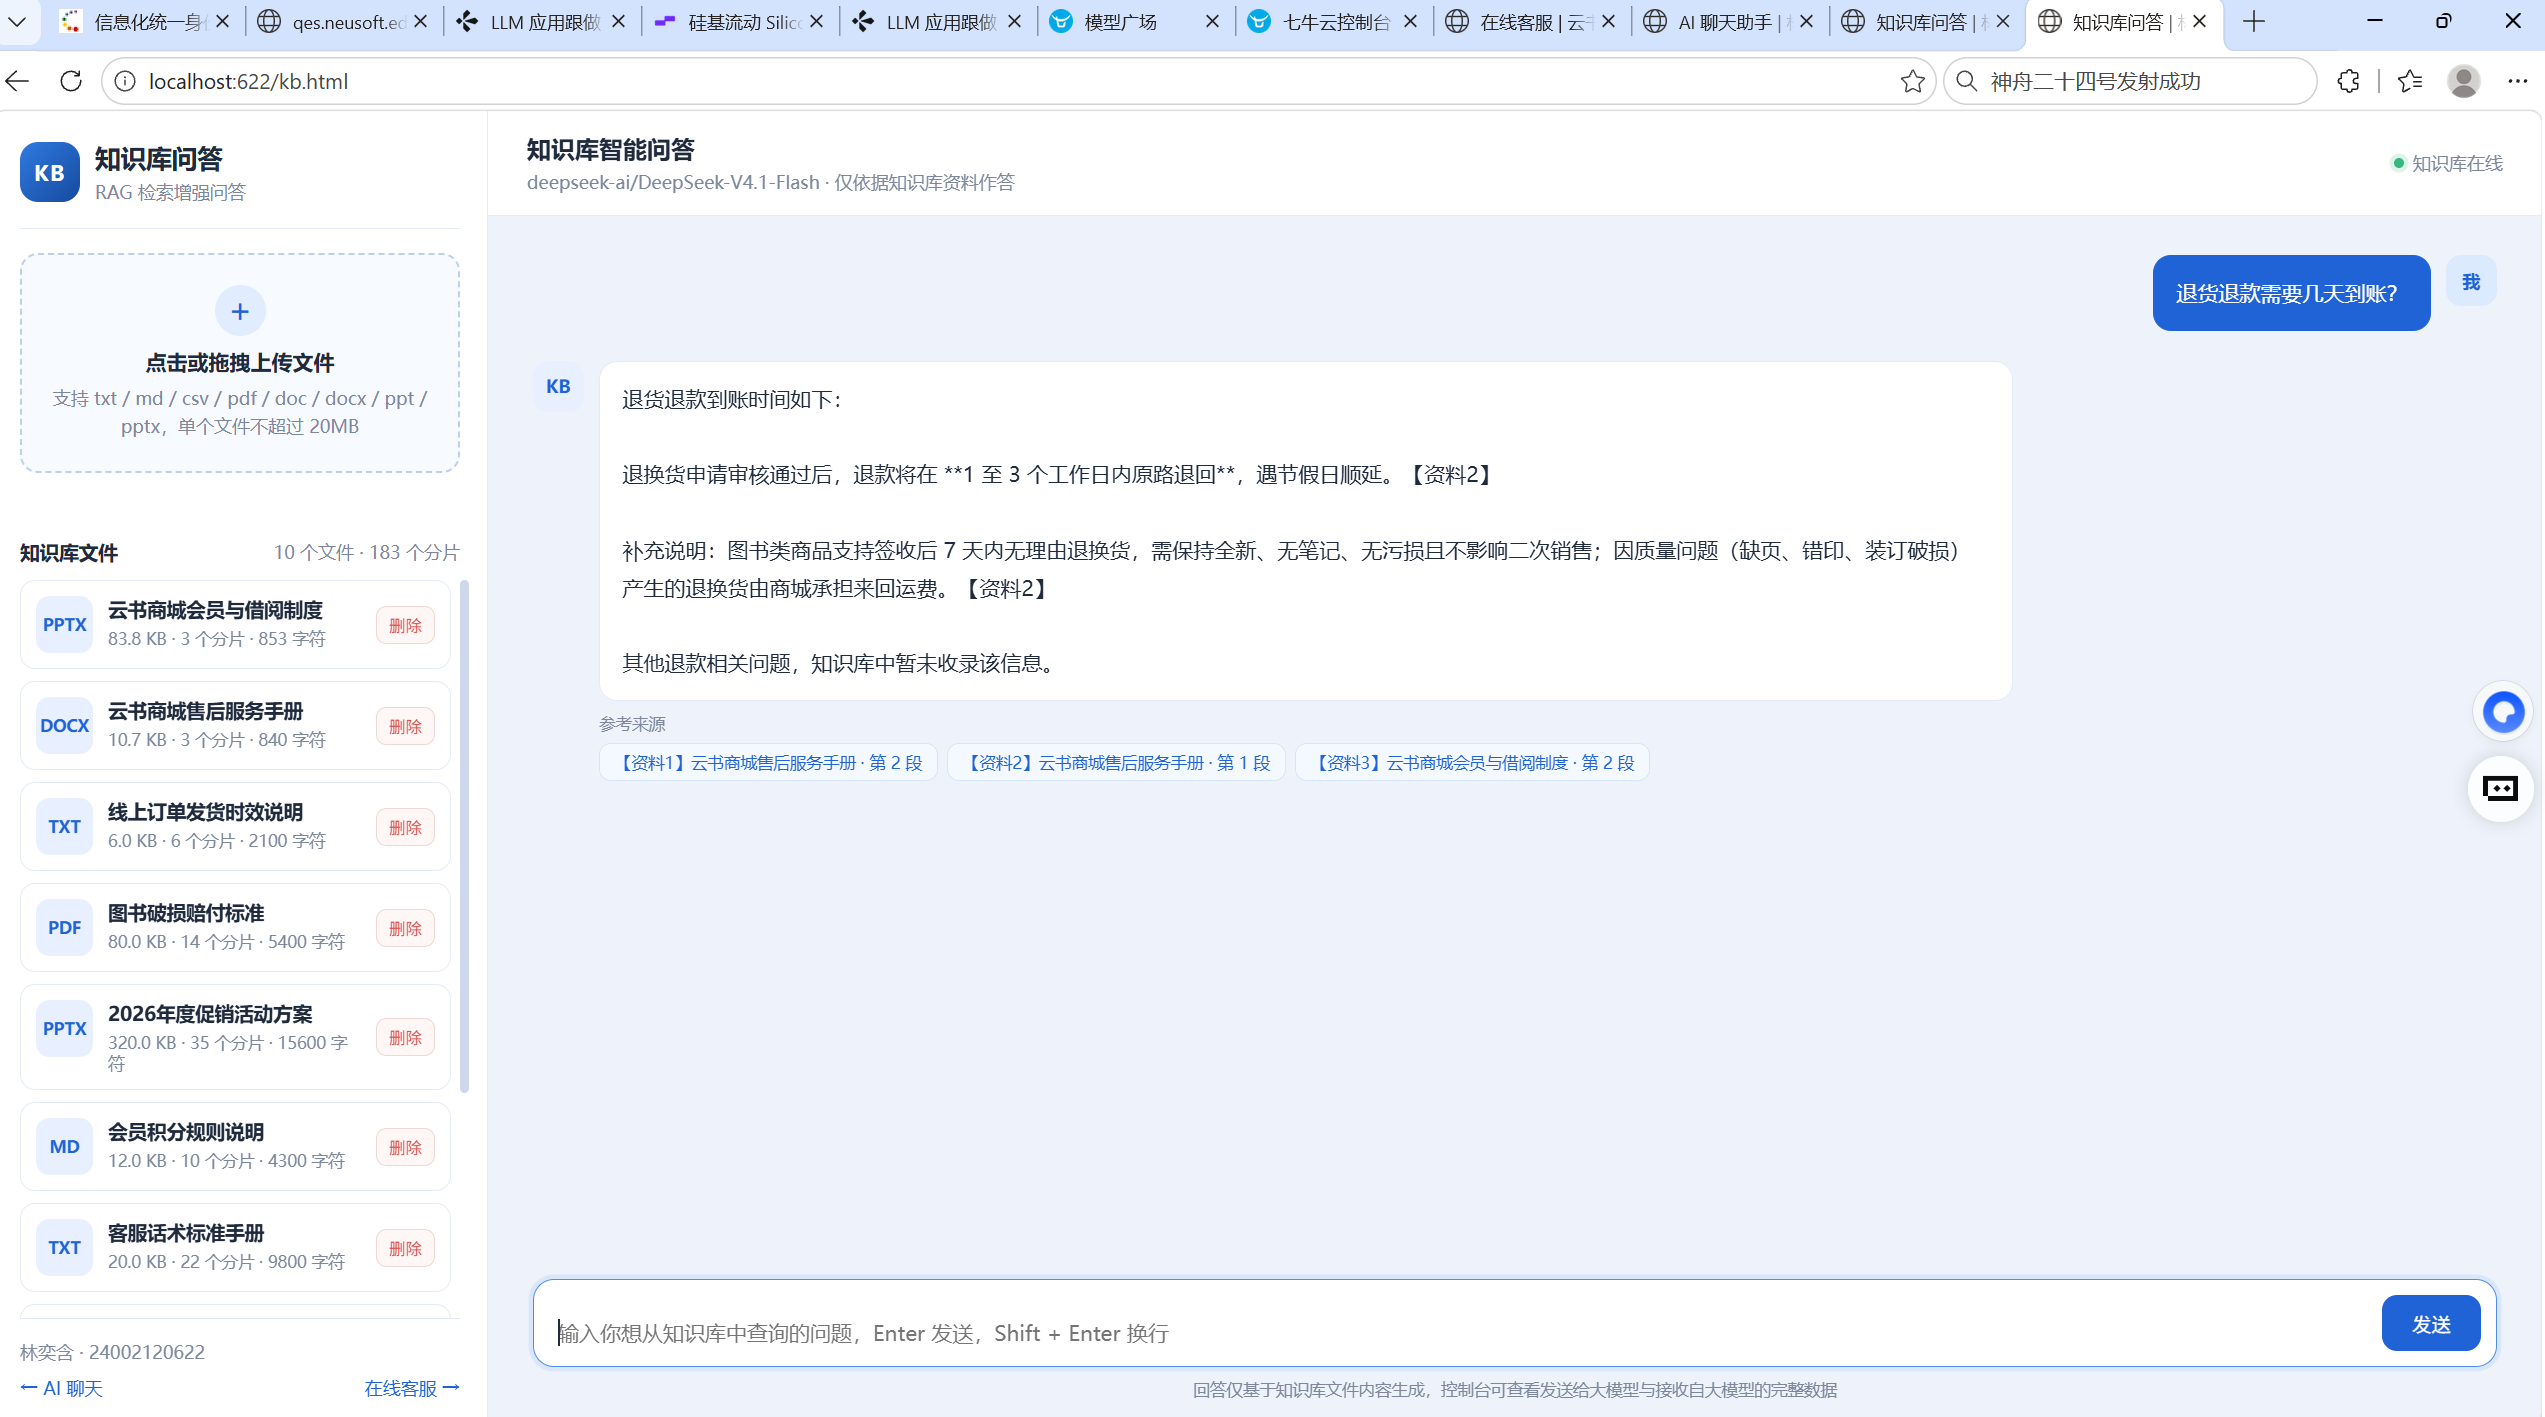 信息化统一身
qes.neusoft.ed
LLM 应用跟做
硅基流动 Silic
LLM 应用跟做
模型广场
七牛云控制台
在线客服 | 云
AI 聊天助手 |
知识库问答 |
知识库问答 |
localhost:622/kb.html
神舟二十四号发射成功
KB
知识库问答
RAG 检索增强问答
+
点击或拖拽上传文件
支持 txt / md / csv / pdf / doc / docx / ppt /
pptx，单个文件不超过 20MB
知识库文件
10 个文件 · 183 个分片
PPTX
云书商城会员与借阅制度
83.8 KB · 3 个分片 · 853 字符
删除
DOCX
云书商城售后服务手册
10.7 KB · 3 个分片 · 840 字符
删除
TXT
线上订单发货时效说明
6.0 KB · 6 个分片 · 2100 字符
删除
PDF
图书破损赔付标准
80.0 KB · 14 个分片 · 5400 字符
删除
PPTX
2026年度促销活动方案
320.0 KB · 35 个分片 · 15600 字
符
删除
MD
会员积分规则说明
12.0 KB · 10 个分片 · 4300 字符
删除
TXT
客服话术标准手册
20.0 KB · 22 个分片 · 9800 字符
删除
林奕含 · 24002120622
← AI 聊天
在线客服 →
知识库智能问答
deepseek-ai/DeepSeek-V4.1-Flash · 仅依据知识库资料作答
知识库在线
退货退款需要几天到账？
我
KB
退货退款到账时间如下：
退换货申请审核通过后，退款将在 **1 至 3 个工作日内原路退回**，遇节假日顺延。【资料2】
补充说明：图书类商品支持签收后 7 天内无理由退换货，需保持全新、无笔记、无污损且不影响二次销售；因质量问题（缺页、错印、装订破损）
产生的退换货由商城承担来回运费。【资料2】
其他退款相关问题，知识库中暂未收录该信息。
参考来源
【资料1】云书商城售后服务手册 · 第 2 段
【资料2】云书商城售后服务手册 · 第 1 段
【资料3】云书商城会员与借阅制度 · 第 2 段
输入你想从知识库中查询的问题，Enter 发送，Shift + Enter 换行
发送
回答仅基于知识库文件内容生成，控制台可查看发送给大模型与接收自大模型的完整数据